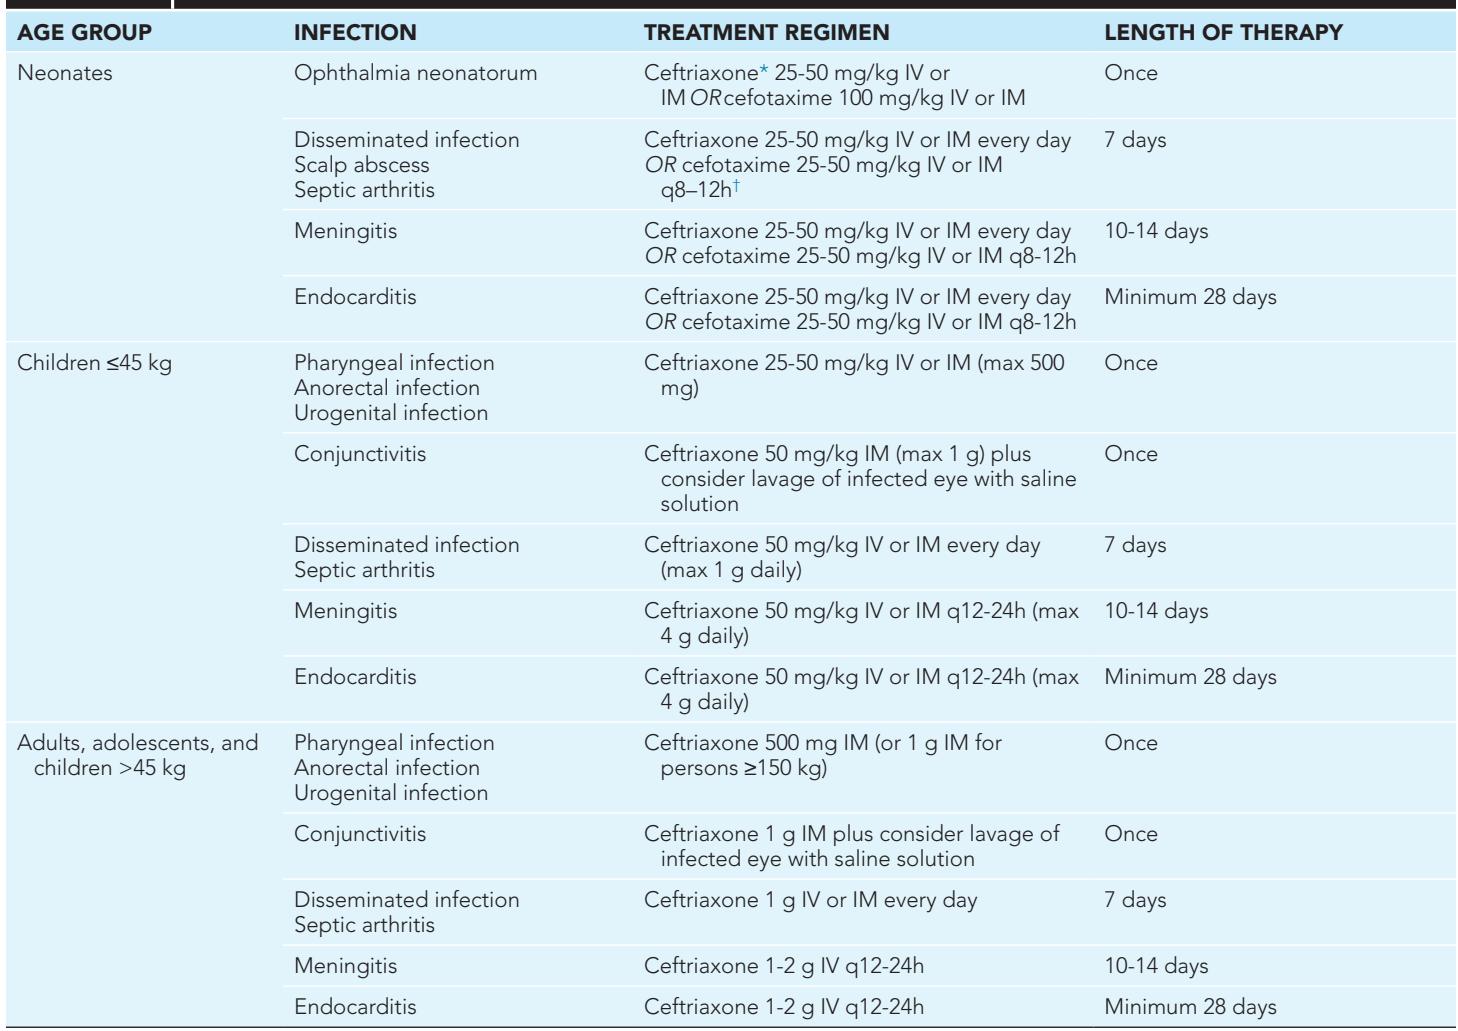 AGE GROUP INFECTION TREATMENT REGIMEN LENGTH OF THERAPY
Neonates Ophthalmia neonatorum Ceftriaxone* 25-50 mg/kg IV or Once
IM OR cefotaxime 100 mg/kg IV or IM
Disseminated infection Ceftriaxone 25-50 mg/kg IV or IM every day 7 days
Scalp abscess OR cefotaxime 25-50 mg/kg IV or IM
Septic arthritis q8–12h†
Meningitis Ceftriaxone 25-50 mg/kg IV or IM every day 10-14 days
OR cefotaxime 25-50 mg/kg IV or IM q8-12h
Endocarditis Ceftriaxone 25-50 mg/kg IV or IM every day Minimum 28 days
OR cefotaxime 25-50 mg/kg IV or IM q8-12h
Children ≤45 kg Pharyngeal infection Ceftriaxone 25-50 mg/kg IV or IM (max 500 Once
Anorectal infection mg)
Urogenital infection
Conjunctivitis Ceftriaxone 50 mg/kg IM (max 1 g) plus Once
consider lavage of infected eye with saline
solution
Disseminated infection Ceftriaxone 50 mg/kg IV or IM every day 7 days
Septic arthritis (max 1 g daily)
Meningitis Ceftriaxone 50 mg/kg IV or IM q12-24h (max 10-14 days
4 g daily)
Endocarditis Ceftriaxone 50 mg/kg IV or IM q12-24h (max Minimum 28 days
4 g daily)
Adults, adolescents, and Pharyngeal infection Ceftriaxone 500 mg IM (or 1 g IM for Once
children >45 kg Anorectal infection persons ≥150 kg)
Urogenital infection
Conjunctivitis Ceftriaxone 1 g IM plus consider lavage of Once
infected eye with saline solution
Disseminated infection Ceftriaxone 1 g IV or IM every day 7 days
Septic arthritis
Meningitis Ceftriaxone 1-2 g IV q12-24h 10-14 days
Endocarditis Ceftriaxone 1-2 g IV q12-24h Minimum 28 days